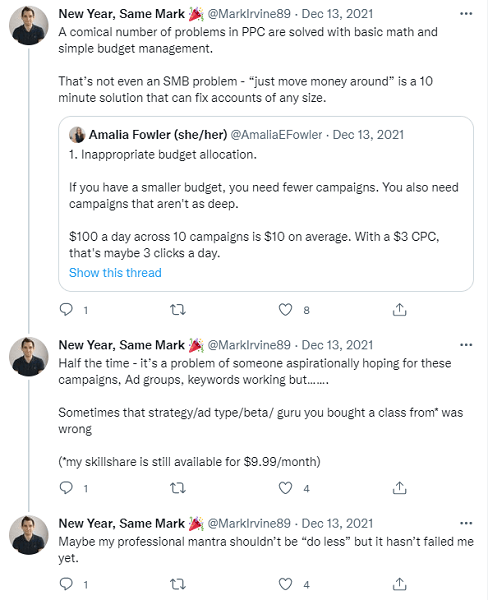 New Year, Same Mark 🎉 @MarkIrvine89 · Dec 13, 2021
A comical number of problems in PPC are solved with basic math and
simple budget management.
That's not even an SMB problem - “just move money around” is a 10
minute solution that can fix accounts of any size.
Amalia Fowler (she/her) @AmaliaEFowler · Dec 13, 2021
1. Inappropriate budget allocation.
If you have a smaller budget, you need fewer campaigns. You also need
campaigns that aren't as deep.
$100 a day across 10 campaigns is $10 on average. With a $3 CPC,
that's maybe 3 clicks a day.
Show this thread
1 8
New Year, Same Mark 🎉 @MarkIrvine89 · Dec 13, 2021
Half the time - it's a problem of someone aspirationally hoping for these
campaigns, Ad groups, keywords working but…....
Sometimes that strategy/ad type/beta/ guru you bought a class from* was
wrong
(*my skillshare is still available for $9.99/month)
1 4
New Year, Same Mark 🎉 @MarkIrvine89 · Dec 13, 2021
Maybe my professional mantra shouldn't be “do less” but it hasn't failed me
yet.
1 4